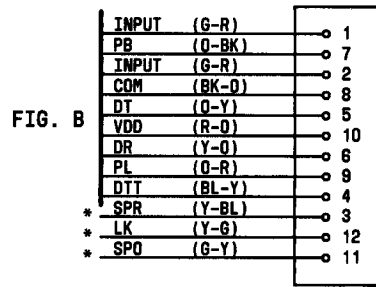 INPUT (G-R) 1
PB (O-BK) 7
INPUT (G-R) 2
COM (BK-O) 8
DT (O-Y) 5
FIG. B
VDD (R-O) 10
DR (Y-O) 6
PL (O-R) 9
DTT (BL-Y) 4
* SPR (Y-BL) 3
* LK (Y-G) 12
* SPO (G-Y) 11